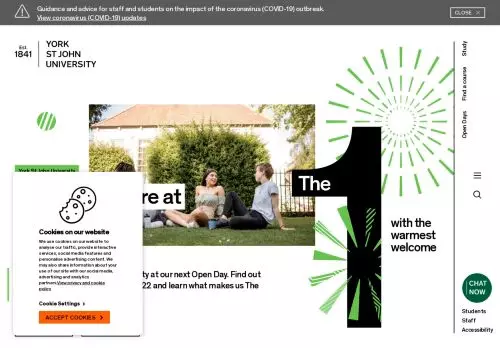 Guidance and advice for staff and students on the impact of the coronavirus (COVID-19) outbreak.
View coronavirus (COVID-19) updates
CLOSE ×
Est.
1841
YORK
ST JOHN
UNIVERSITY
Study
Find a course
Open Days
York St John University
re at
The
1
with the
warmest
welcome
ty at our next Open Day. Find out
22 and learn what makes us The
Cookies on our website
We use cookies on our website to
analyse our traffic, provide interactive
services, social media features and
personalise advertising content. We
may also share information about your
use of our site with our social media,
advertising and analytics
partners.View privacy and cookie
policy
Cookie Settings
ACCEPT COOKIES
CHAT
NOW
Students
Staff
Accessibility